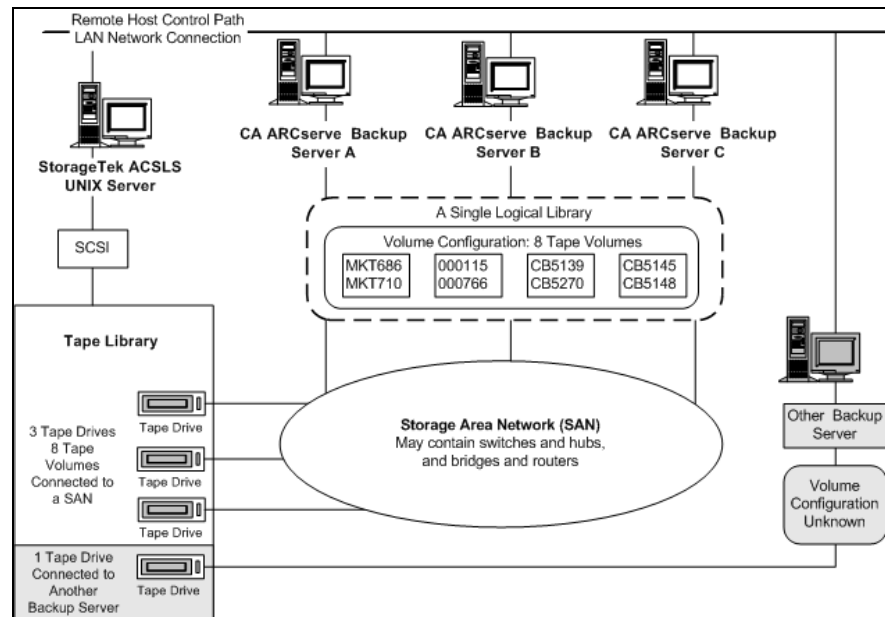 Remote Host Control Path
LAN Network Connection
StorageTek ACSLS
UNIX Server
CA ARCserve Backup
Server A
CA ARCserve Backup
Server B
CA ARCserve Backup
Server C
A Single Logical Library
Volume Configuration: 8 Tape Volumes
MKT686
MKT710
000115
000766
CB5139
CB5270
CB5145
CB5148
SCSI
Tape Library
3 Tape Drives
8 Tape
Volumes
Connected to
a SAN
Tape Drive
Tape Drive
Tape Drive
1 Tape Drive
Connected to
Another
Backup Server
Tape Drive
Storage Area Network (SAN)
May contain switches and hubs,
and bridges and routers
Other Backup
Server
Volume
Configuration
Unknown